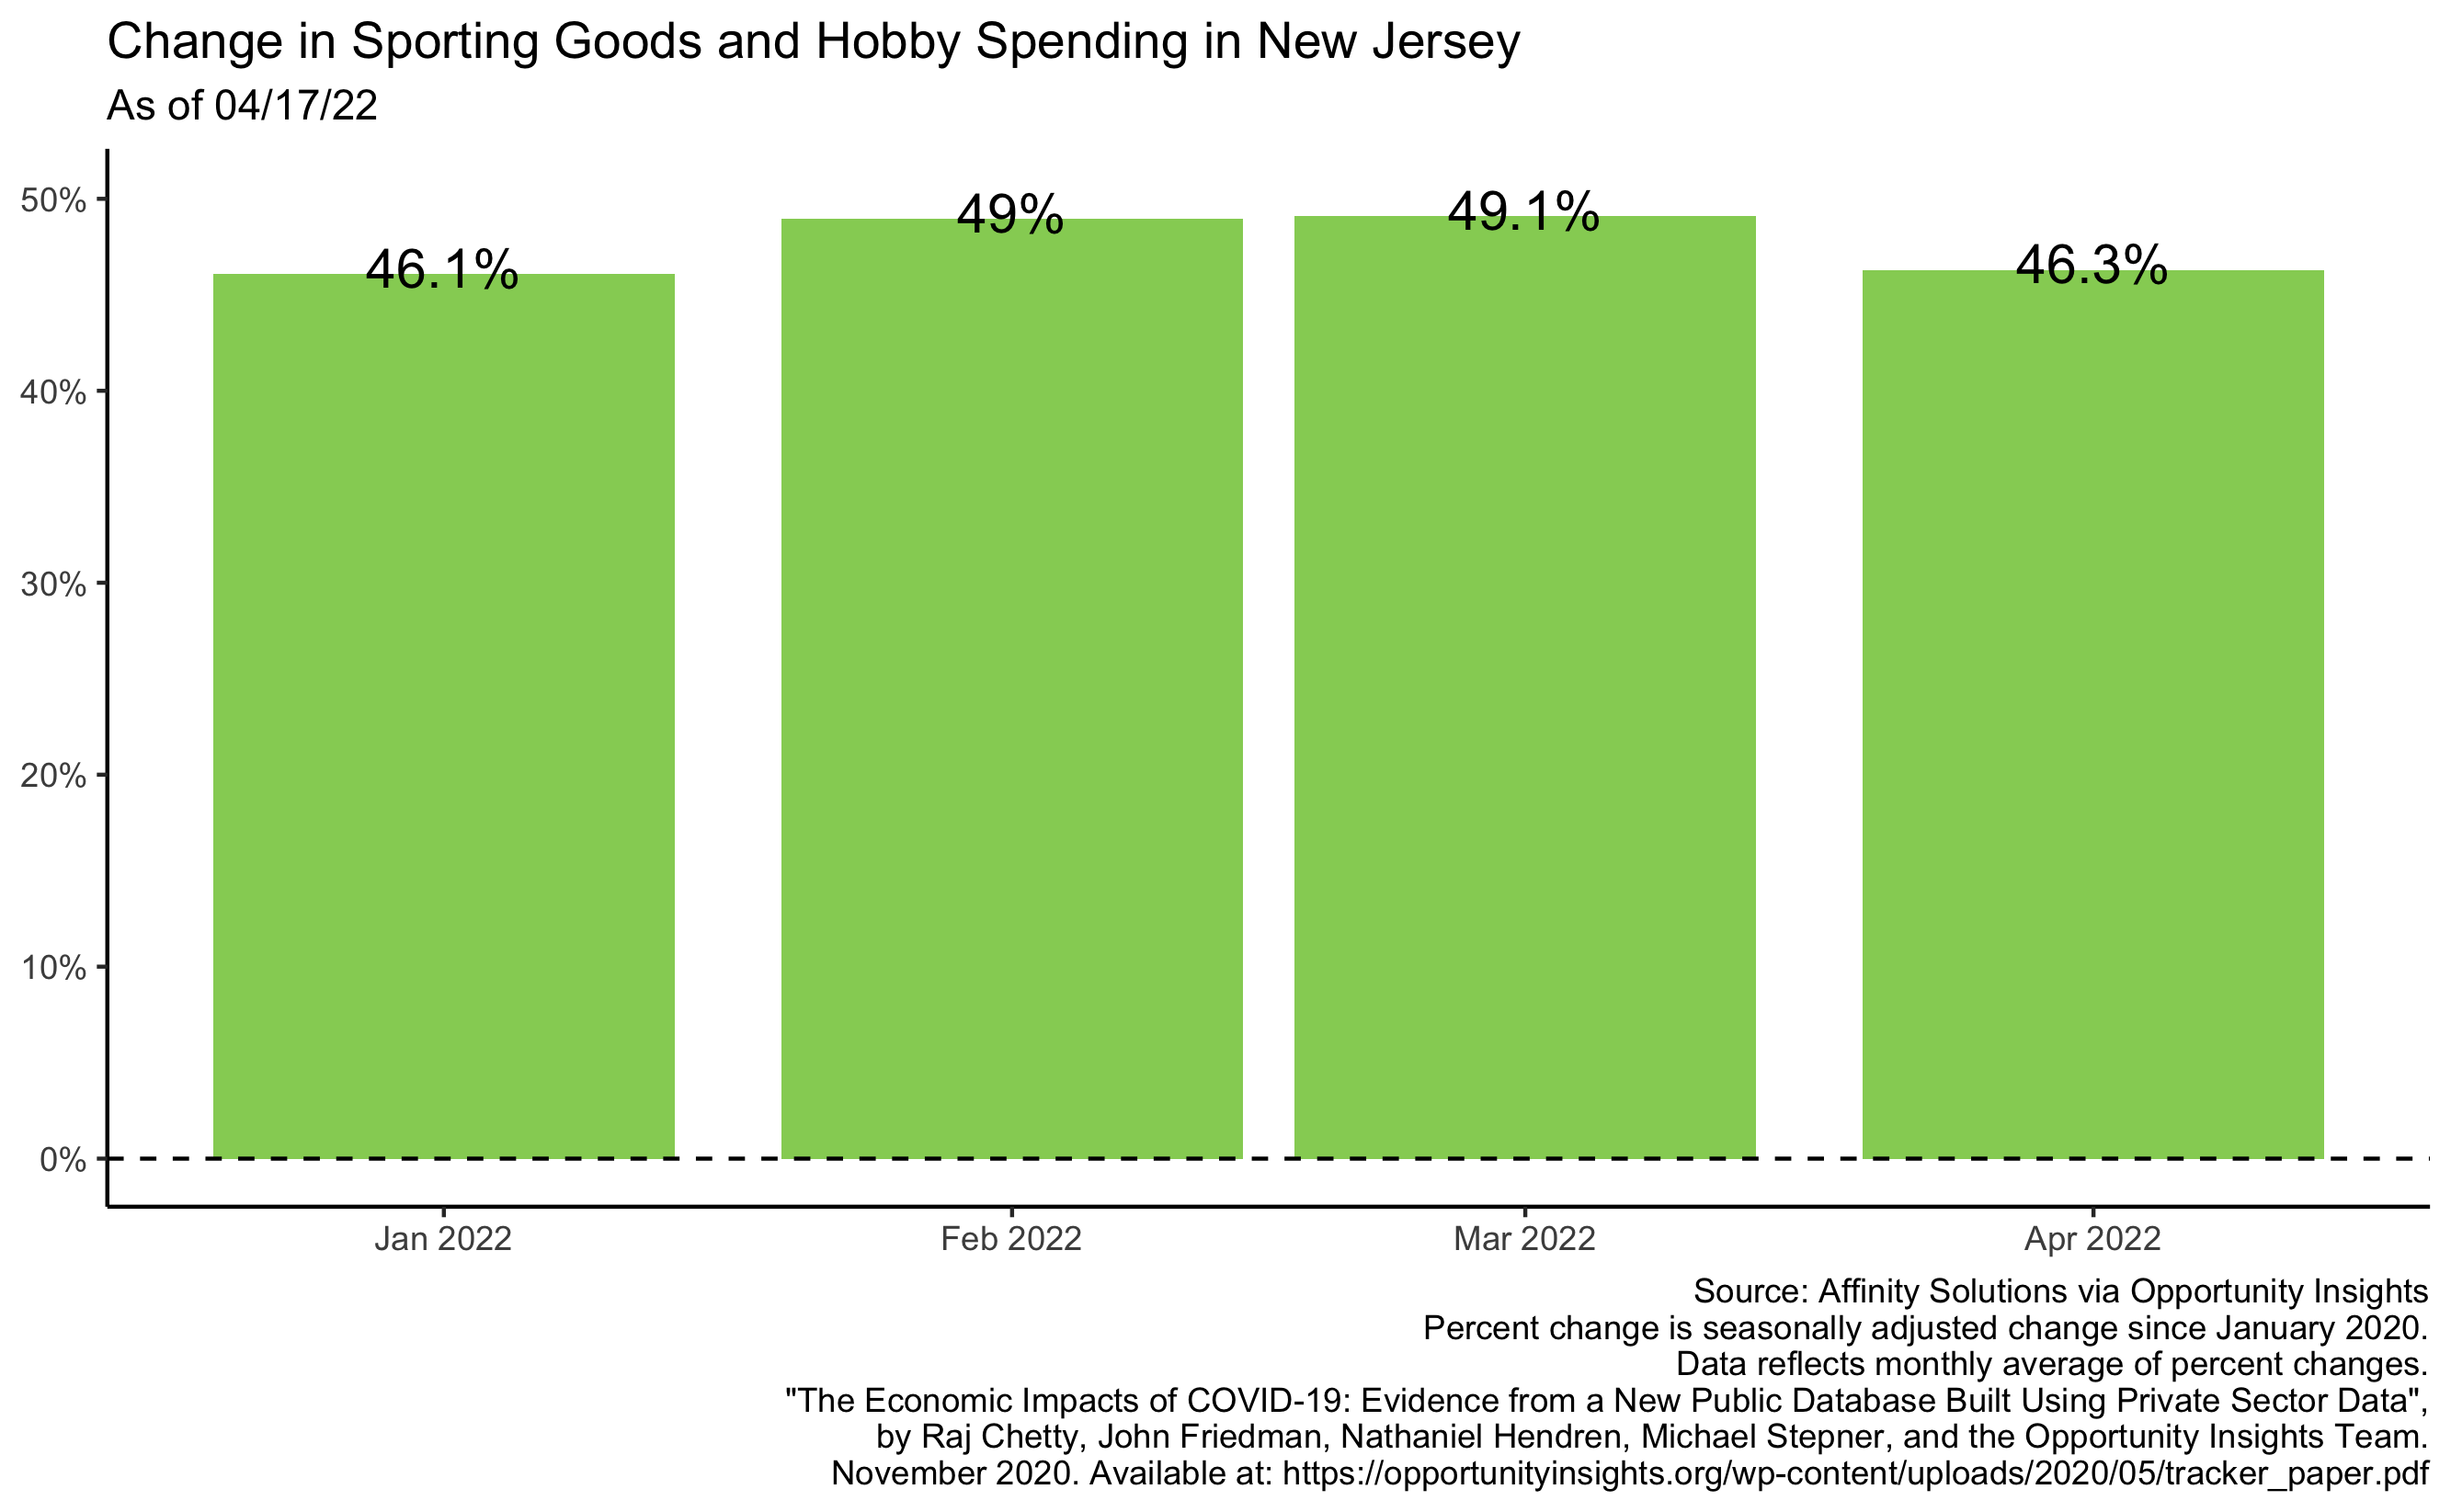 Change in Sporting Goods and Hobby Spending in New Jersey
As of 04/17/22
50%
40%
30%
20%
10%
0%
46.1%
49%
49.1%
46.3%
Jan 2022
Feb 2022
Mar 2022
Apr 2022
Source: Affinity Solutions via Opportunity Insights
Percent change is seasonally adjusted change since January 2020.
Data reflects monthly average of percent changes.
"The Economic Impacts of COVID-19: Evidence from a New Public Database Built Using Private Sector Data",
by Raj Chetty, John Friedman, Nathaniel Hendren, Michael Stepner, and the Opportunity Insights Team.
November 2020. Available at: https://opportunityinsights.org/wp-content/uploads/2020/05/tracker_paper.pdf